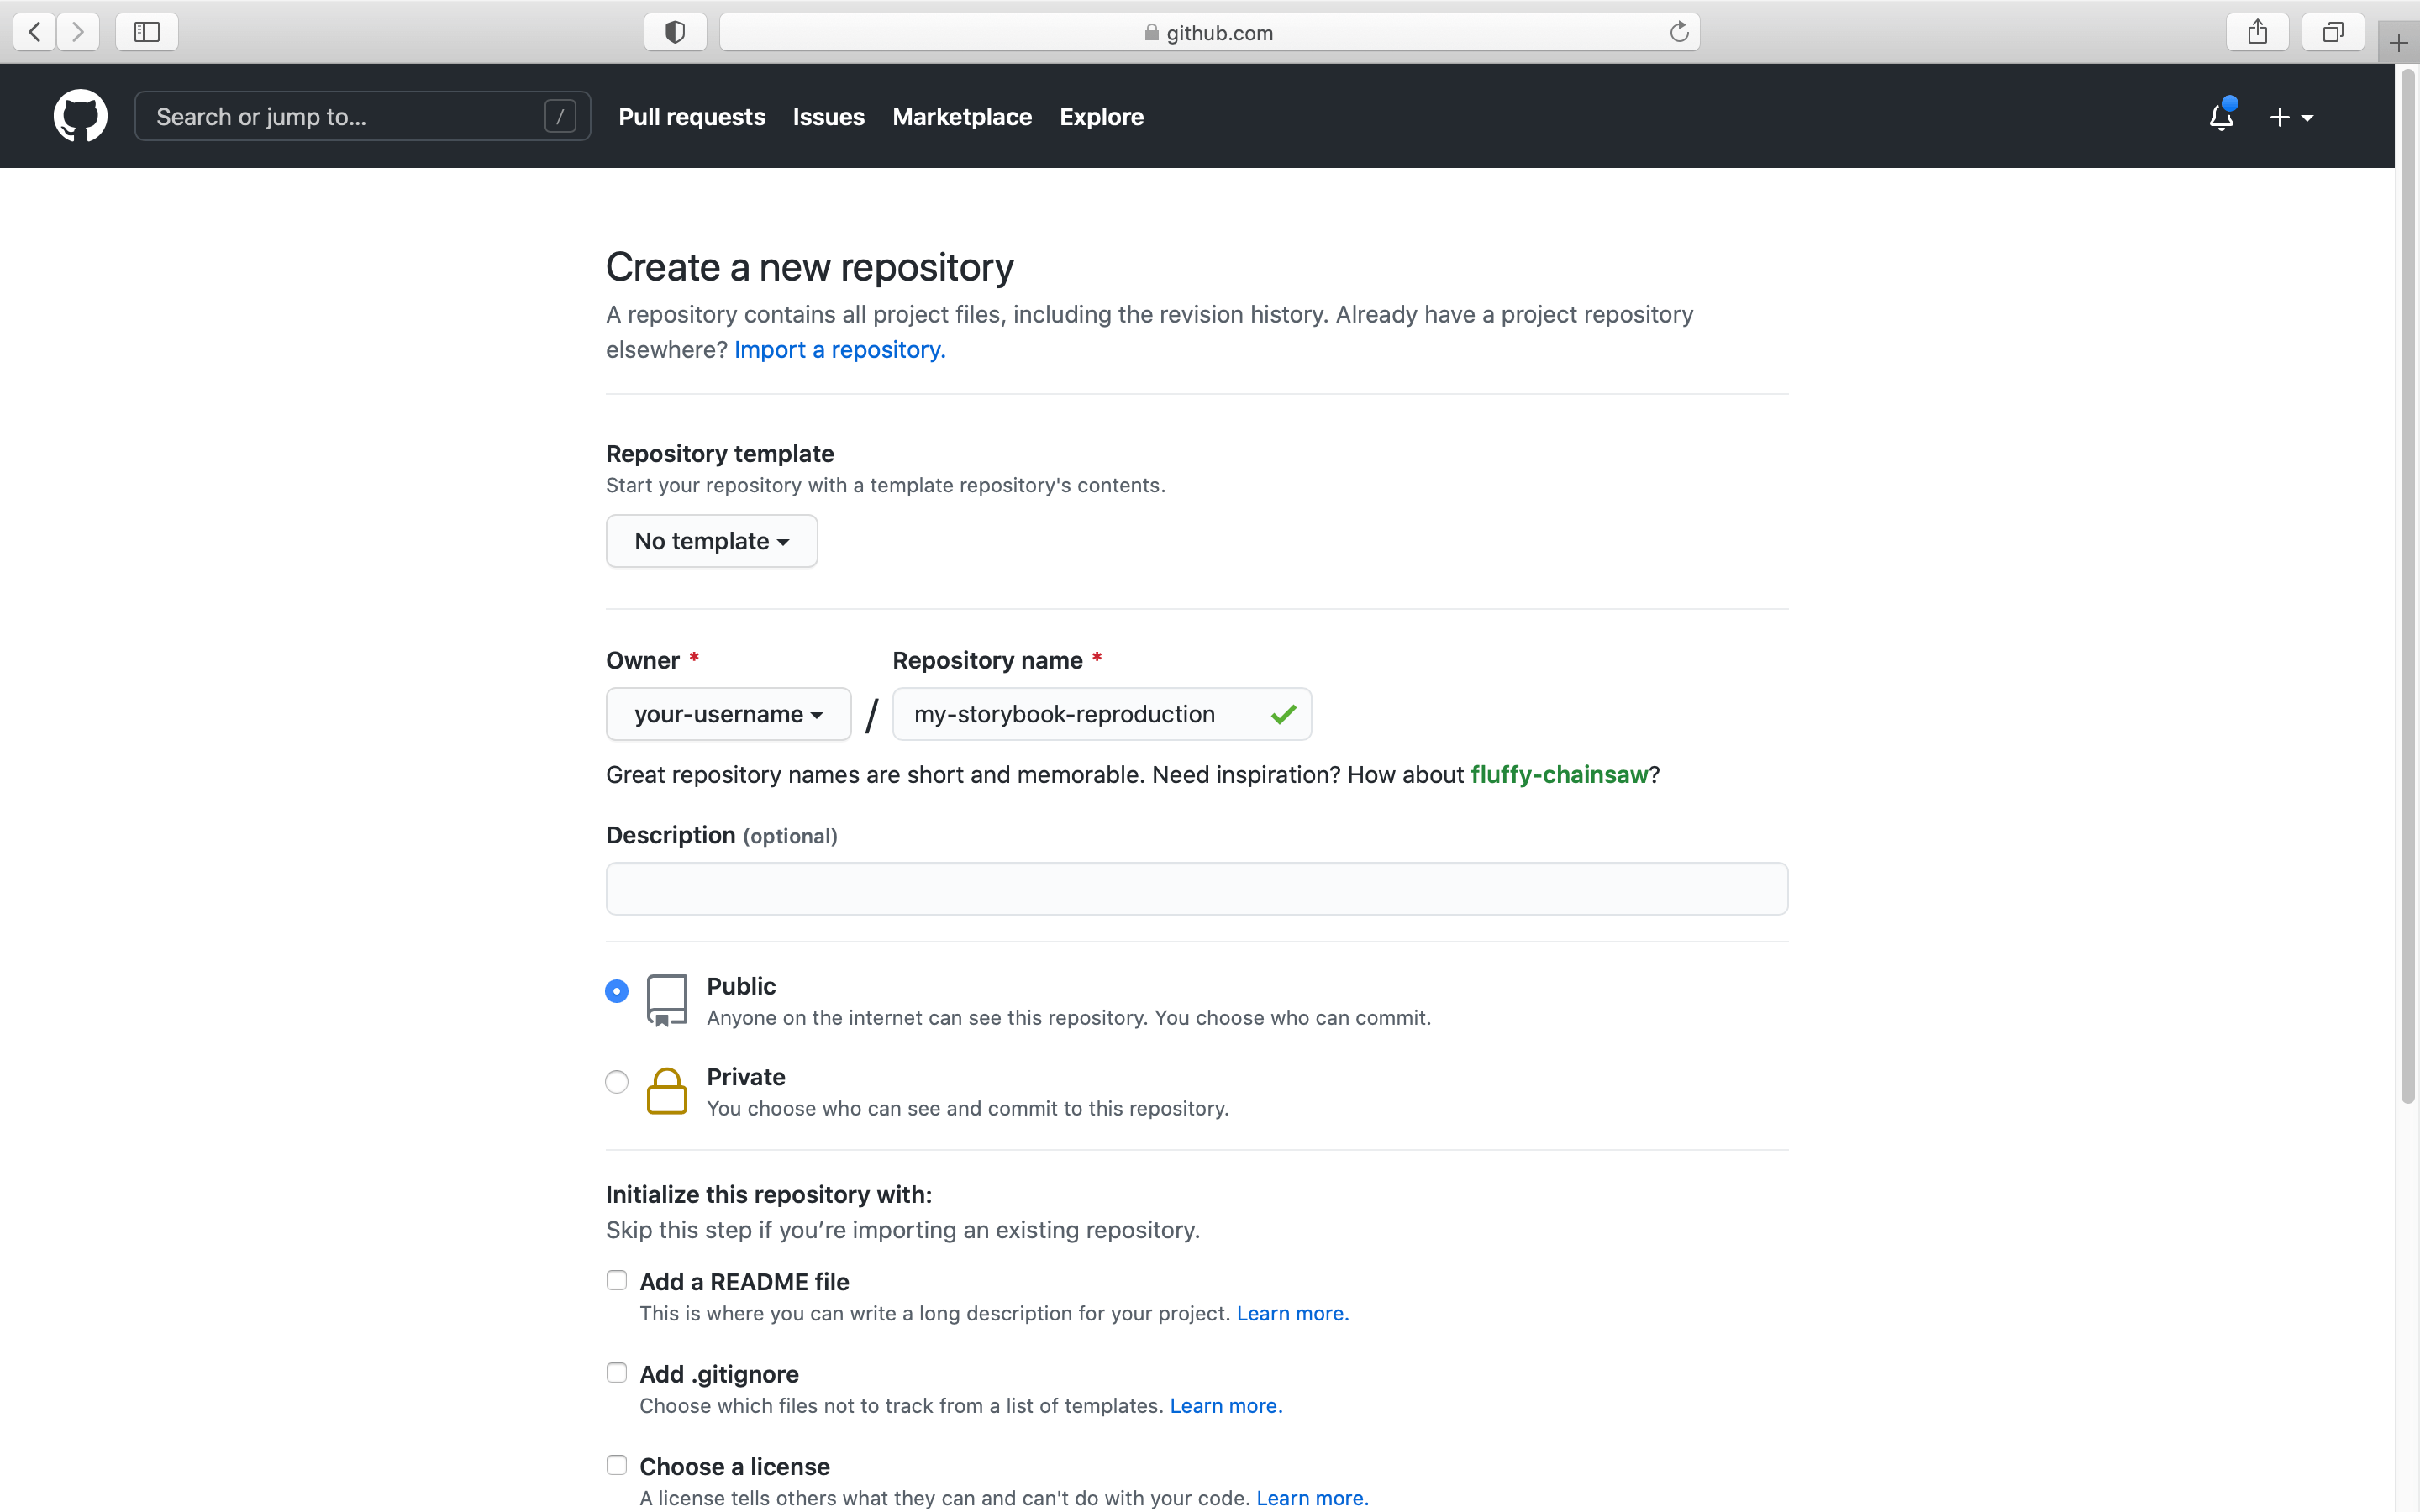 github.com
Search or jump to... /
Pull requests Issues Marketplace Explore
Create a new repository
A repository contains all project files, including the revision history. Already have a project repository
elsewhere? Import a repository.
Repository template
Start your repository with a template repository's contents.
No template
Owner * Repository name *
your-username / my-storybook-reproduction
Great repository names are short and memorable. Need inspiration? How about fluffy-chainsaw?
Description (optional)
Public
Anyone on the internet can see this repository. You choose who can commit.
Private
You choose who can see and commit to this repository.
Initialize this repository with:
Skip this step if you’re importing an existing repository.
Add a README file
This is where you can write a long description for your project. Learn more.
Add .gitignore
Choose which files not to track from a list of templates. Learn more.
Choose a license
A license tells others what they can and can't do with your code. Learn more.